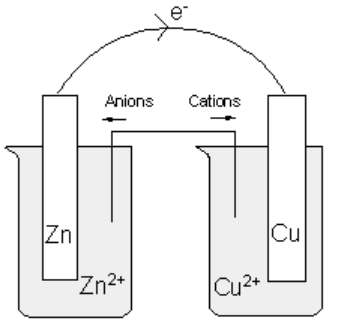 e⁻
Anions Cations
Zn Cu
Zn²⁺ Cu²⁺